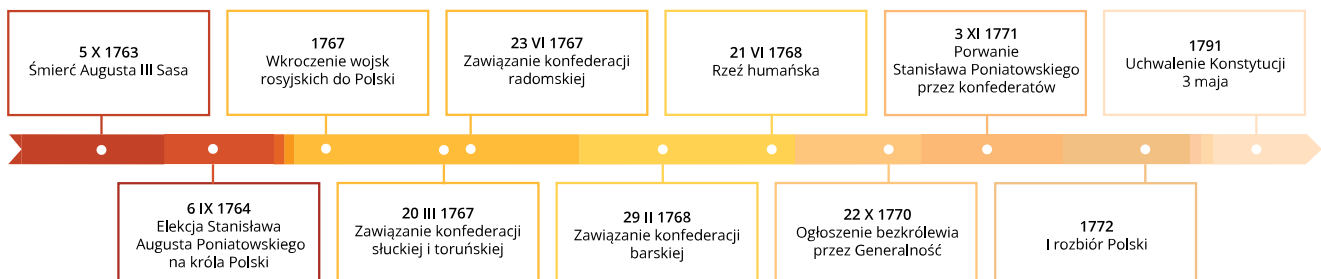 5 X 1763
Śmierć Augusta III Sasa
1767
Wkroczenie wojsk
rosyjskich do Polski
23 VI 1767
Zawiązanie konfederacji
radomskiej
21 VI 1768
Rzeź humańska
3 XI 1771
Porwanie
Stanisława Poniatowskiego
przez konfederatów
1791
Uchwalenie Konstytucji
3 maja
6 IX 1764
Elekcja Stanisława
Augusta Poniatowskiego
na króla Polski
20 III 1767
Zawiązanie konfederacji
słuckiej i toruńskiej
29 II 1768
Zawiązanie konfederacji
barskiej
22 X 1770
Ogłoszenie bezkrólewia
przez Generalność
1772
I rozbiór Polski